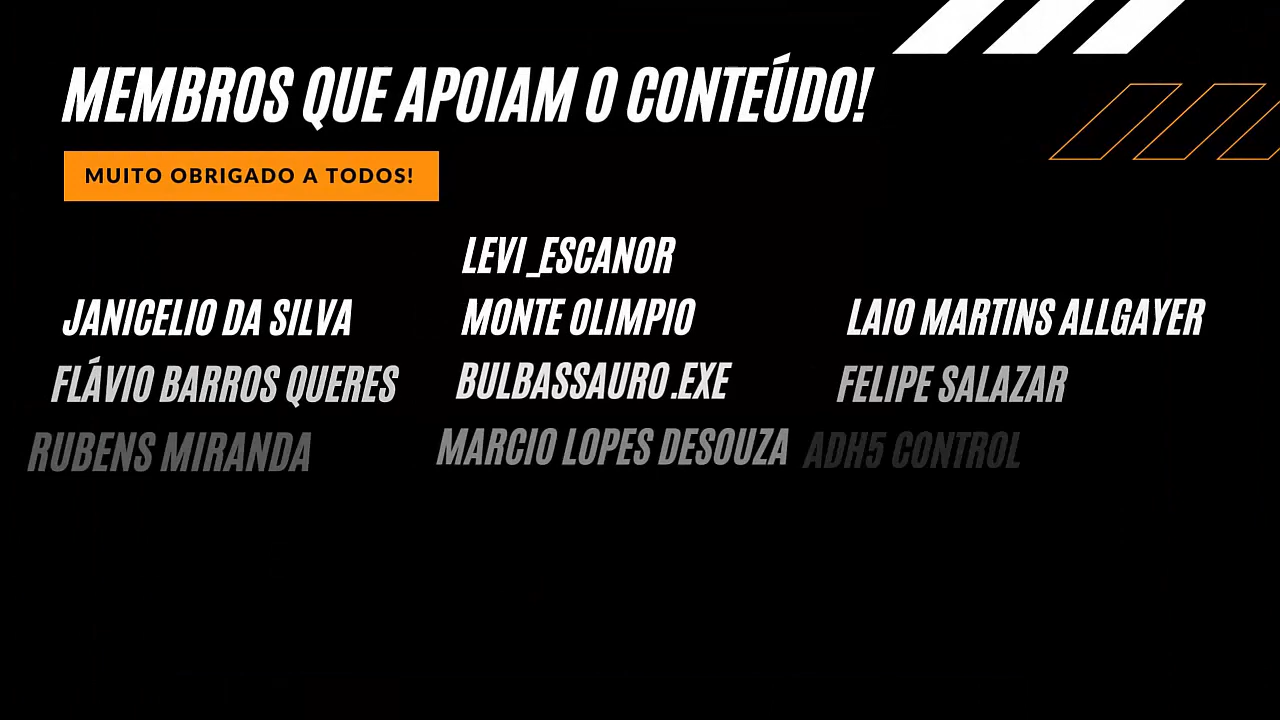 MEMBROS QUE APOIAM O CONTEÚDO!
MUITO OBRIGADO A TODOS!
LEVI_ESCANOR
JANICELIO DA SILVA
MONTE OLIMPIO
LAIO MARTINS ALLGAYER
FLÁVIO BARROS QUERES
BULBASSAURO.EXE
FELIPE SALAZAR
RUBENS MIRANDA
MARCIO LOPES DESOUZA
ADH5 CONTROL